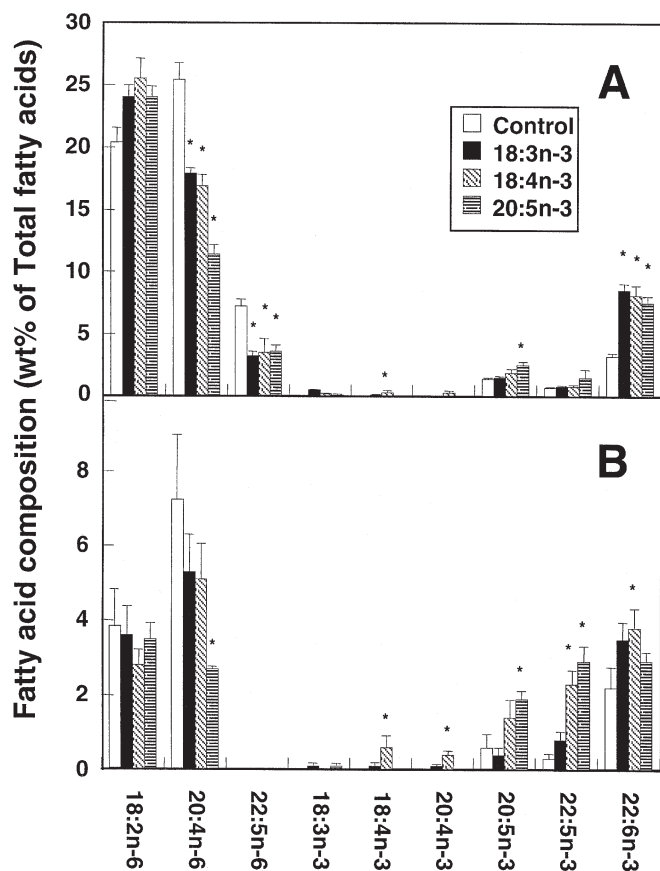 Fatty acid composition (wt% of Total fatty acids)
30
25
20
15
10
5
0
A
Control
18:3n-3
18:4n-3
20:5n-3
* * *
* * *
*
*
* * *
8
6
4
2
0
B
*
*
*
*
* *
*
18:2n-6
20:4n-6
22:5n-6
18:3n-3
18:4n-3
20:4n-3
20:5n-3
22:5n-3
22:6n-3